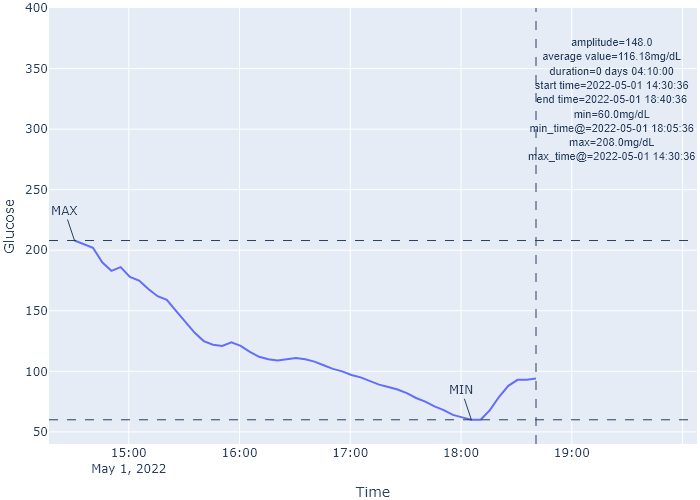 400
350
300
250
200
150
100
50
Glucose
amplitude=148.0
average value=116.18mg/dL
duration=0 days 04:10:00
start time=2022-05-01 14:30:36
end time=2022-05-01 18:40:36
min=60.0mg/dL
min_time@=2022-05-01 18:05:36
max=208.0mg/dL
max_time@=2022-05-01 14:30:36
MAX
MIN
15:00
16:00
17:00
18:00
19:00
May 1, 2022
Time